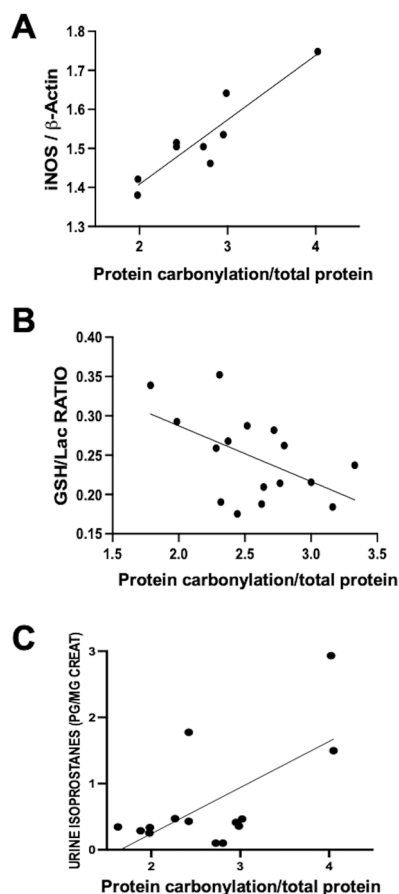 A
1.8
1.7
1.6
1.5
1.4
1.3
iNOS / β-Actin
2 3 4
Protein carbonylation/total protein
B
0.40
0.35
0.30
0.25
0.20
0.15
GSH/Lac RATIO
1.5 2.0 2.5 3.0 3.5
Protein carbonylation/total protein
C
3
2
1
0
URINE ISOPROSTANES (PG/MG CREAT)
2 3 4
Protein carbonylation/total protein